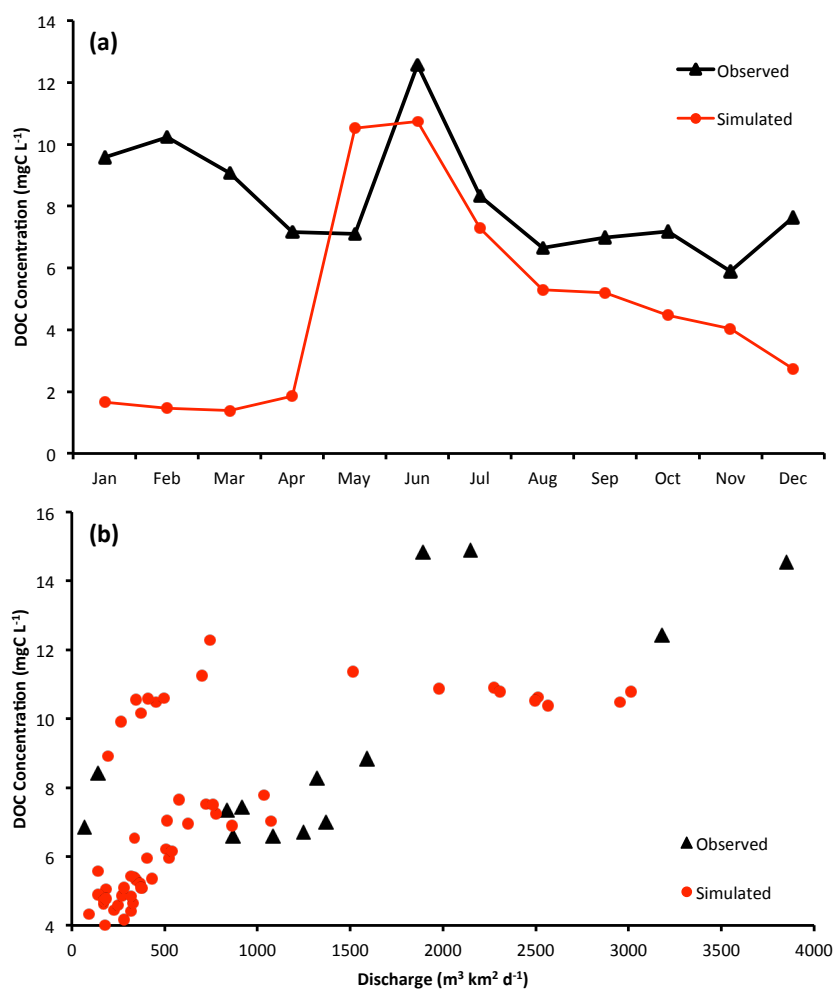 (a)
14
12
10
8
6
4
2
0
DOC Concentration (mgC L⁻¹)
Observed
Simulated
Jan Feb Mar Apr May Jun Jul Aug Sep Oct Nov Dec
(b)
16
14
12
10
8
6
4
DOC Concentration (mgC L⁻¹)
Observed
Simulated
0 500 1000 1500 2000 2500 3000 3500 4000
Discharge (m³ km² d⁻¹)